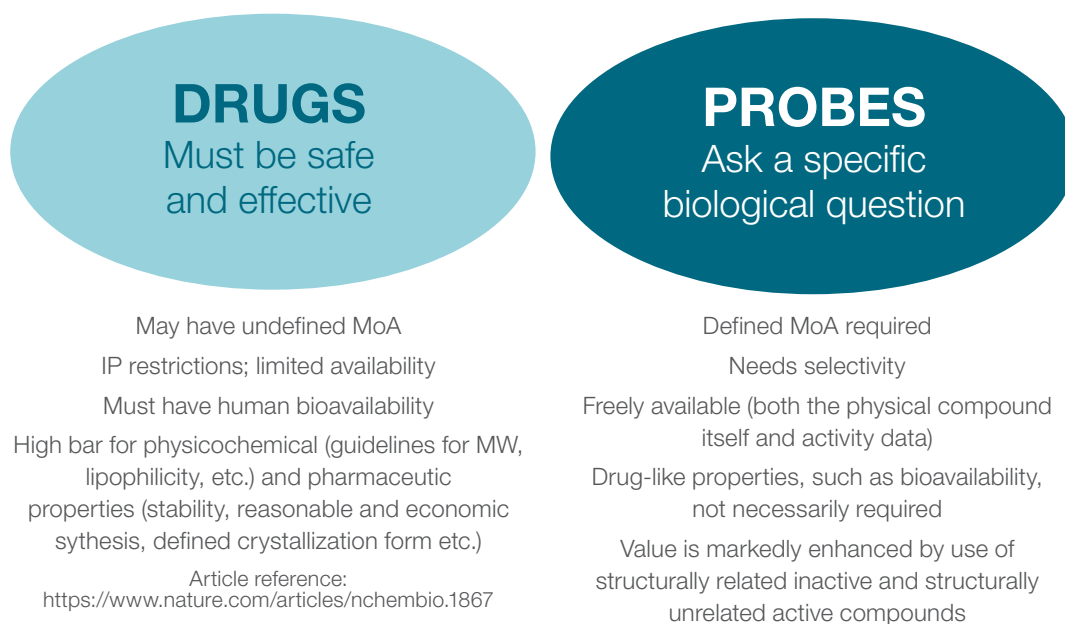 DRUGS
Must be safe
and effective
May have undefined MoA
IP restrictions; limited availability
Must have human bioavailability
High bar for physicochemical (guidelines for MW,
lipophilicity, etc.) and pharmaceutic
properties (stability, reasonable and economic
sythesis, defined crystallization form etc.)
Article reference:
https://www.nature.com/articles/nchembio.1867
PROBES
Ask a specific
biological question
Defined MoA required
Needs selectivity
Freely available (both the physical compound
itself and activity data)
Drug-like properties, such as bioavailability,
not necessarily required
Value is markedly enhanced by use of
structurally related inactive and structurally
unrelated active compounds